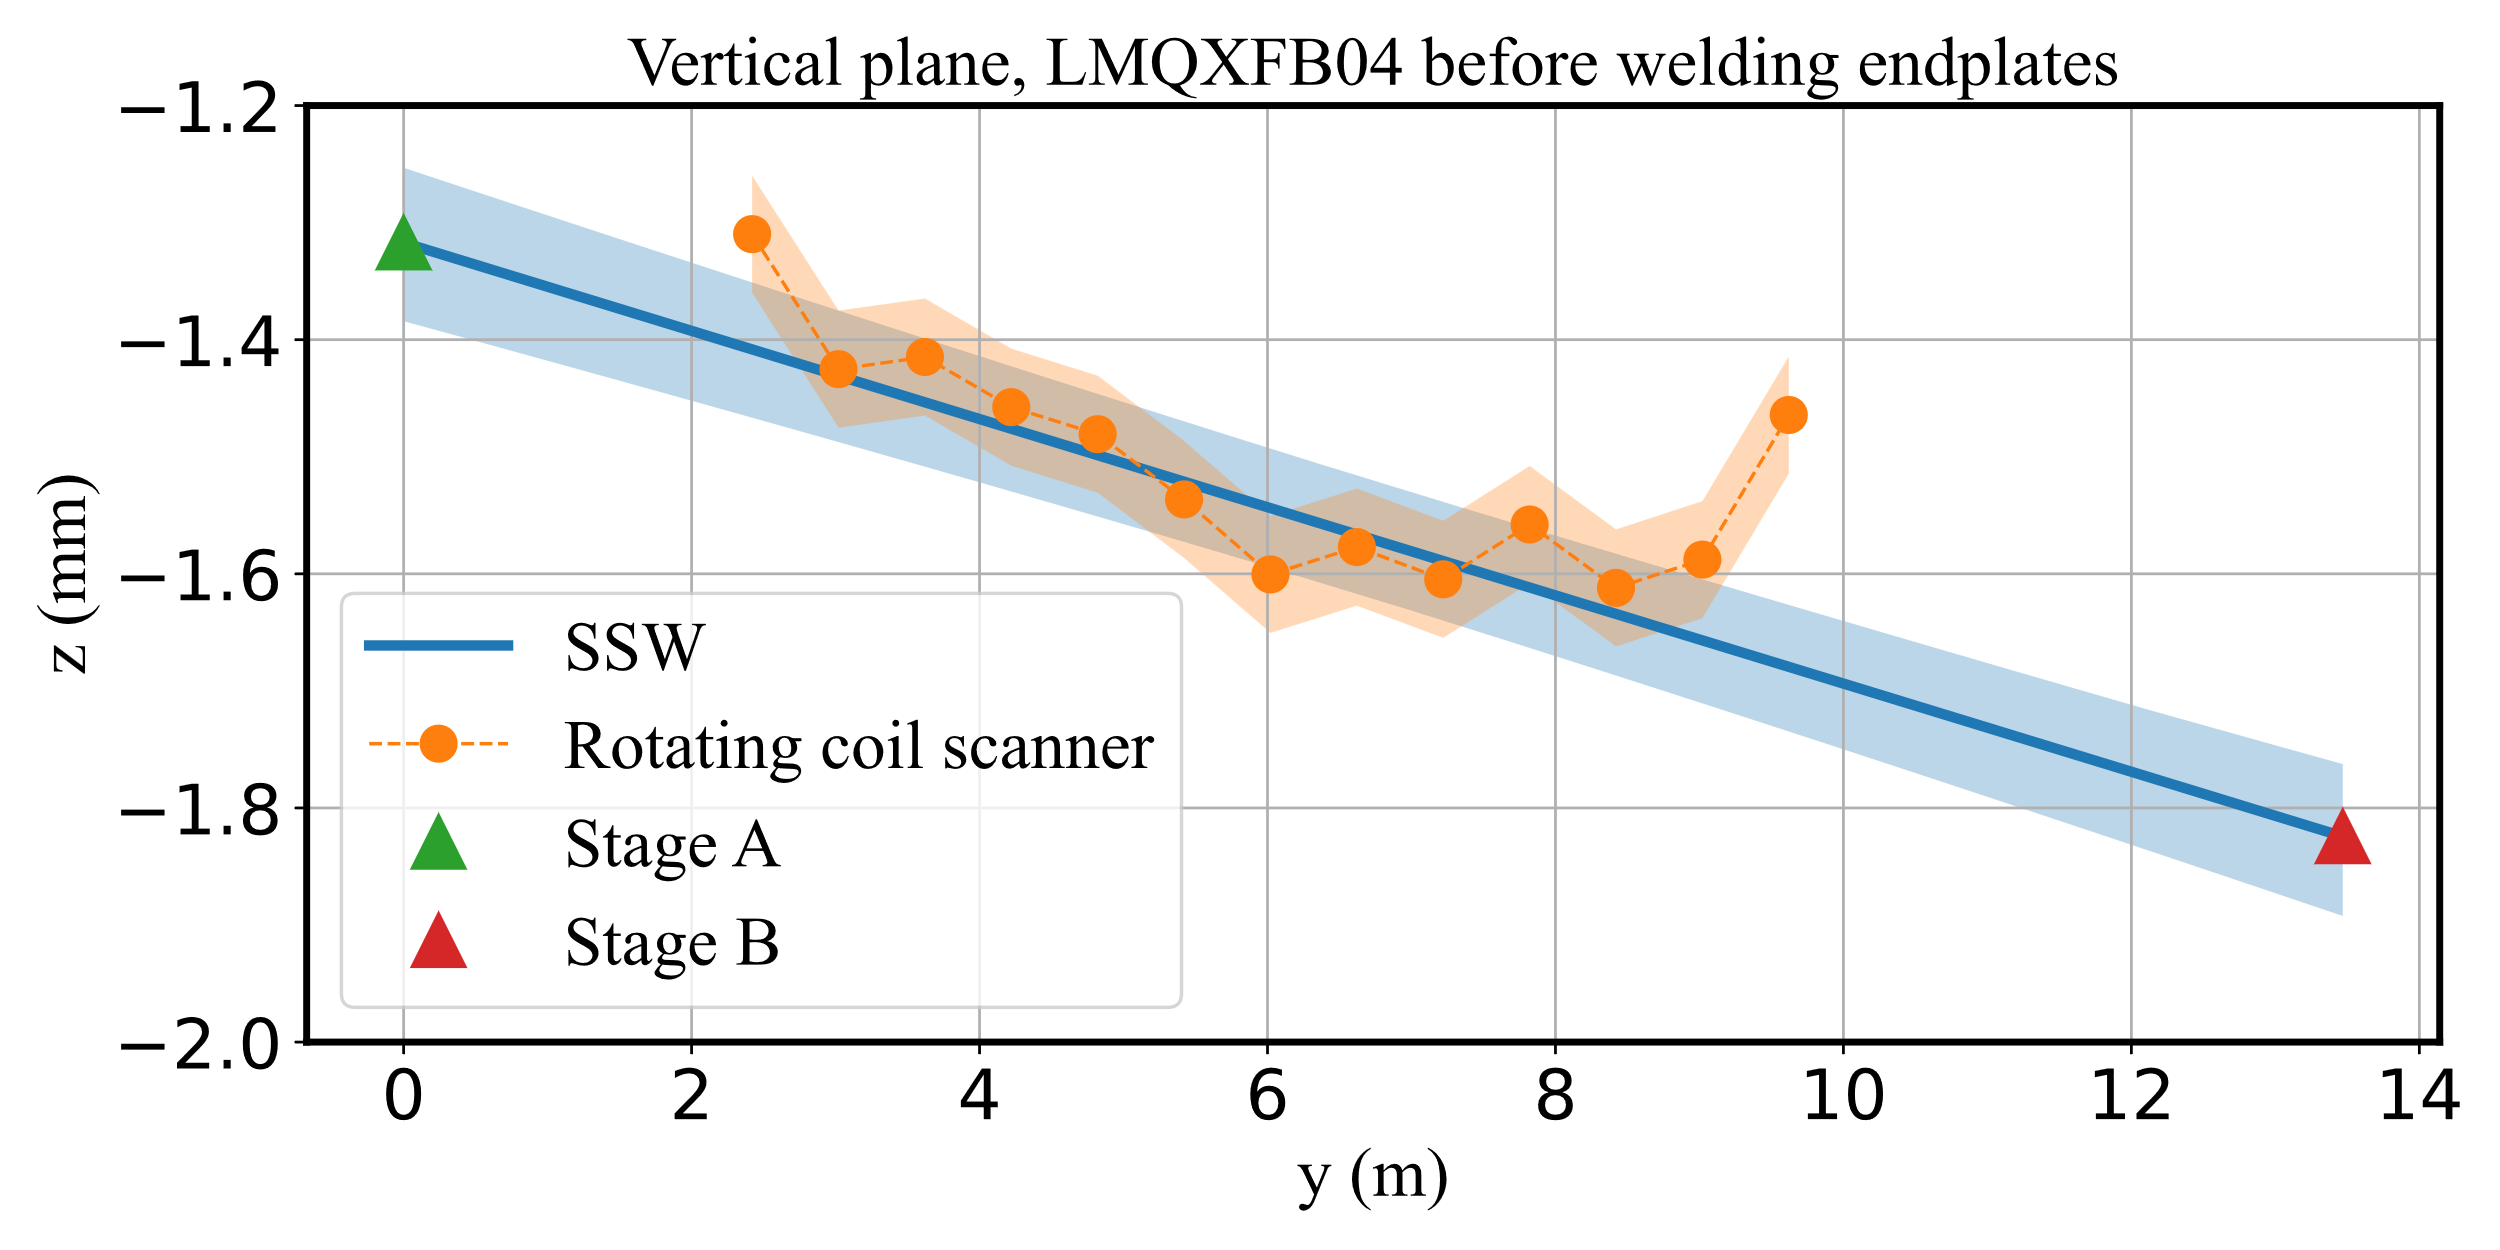 Vertical plane, LMQXFB04 before welding endplates
−1.2
−1.4
−1.6
−1.8
−2.0
z (mm)
SSW
Rotating coil scanner
Stage A
Stage B
0 2 4 6 8 10 12 14
y (m)